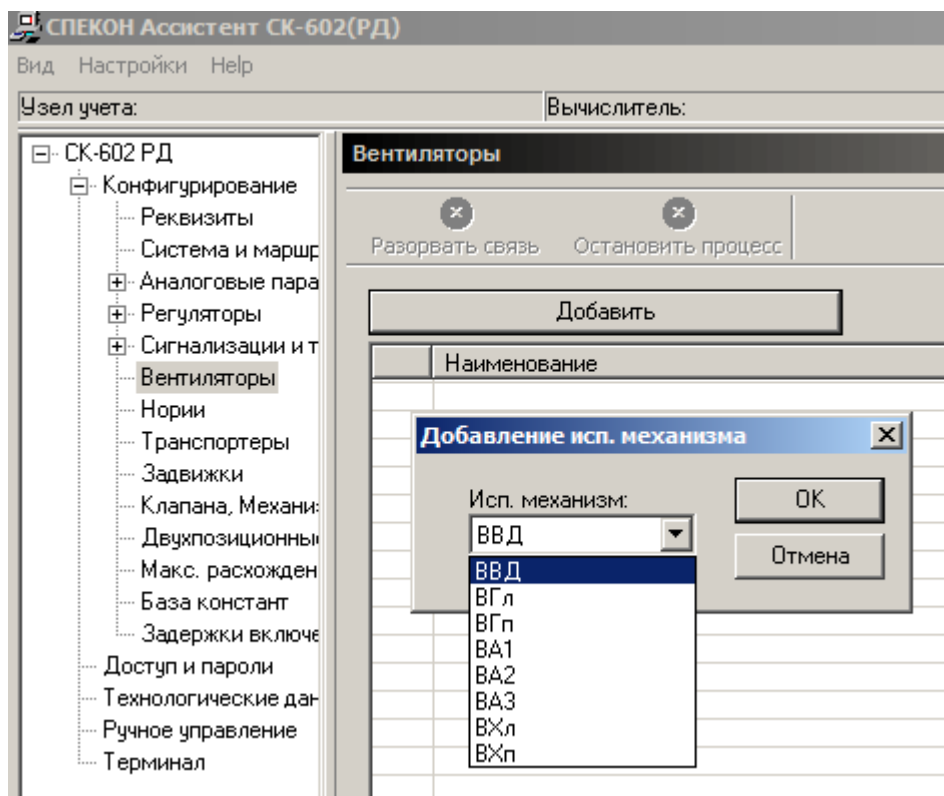 СПЕКОН Ассистент СК-602(РД)
Вид Настройки Help
Узел учета: Вычислитель:
СК-602 РД
Конфигурирование
Реквизиты
Система и маршр
Аналоговые пара
Регуляторы
Сигнализации и т
Вентиляторы
Нории
Транспортеры
Задвижки
Клапана, Механи
Двухпозиционны
Макс. расхожден
База констант
Задержки включе
Доступ и пароли
Технологические дан
Ручное управление
Терминал
Вентиляторы
Разорвать связь Остановить процесс
Добавить
Наименование
Добавление исп. механизма
Исп. механизм:
ВВД
OK
Отмена
ВВД
ВГл
ВГп
ВА1
ВА2
ВА3
ВХл
ВХп